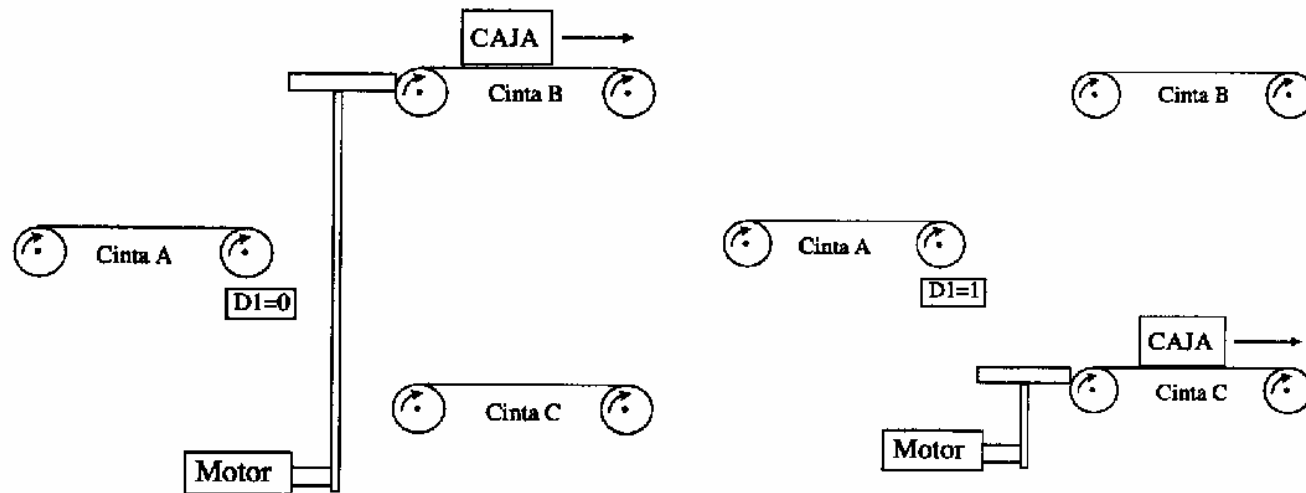 CAJA
Cinta B
Cinta A
D1=0
Cinta C
Motor
Cinta B
Cinta A
D1=1
CAJA
Cinta C
Motor